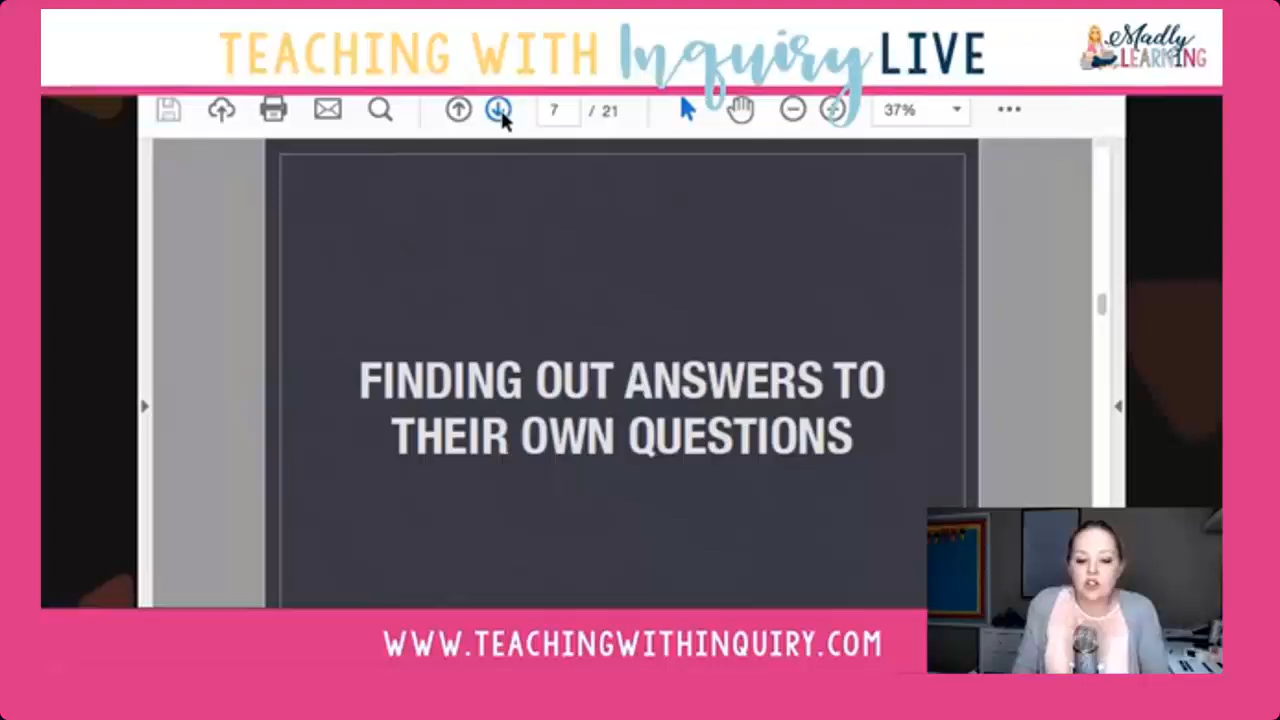 TEACHING WITH Inquiry LIVE
Madly
LEARNING
7 / 21
37%
FINDING OUT ANSWERS TO
THEIR OWN QUESTIONS
WWW.TEACHINGWITHINQUIRY.COM